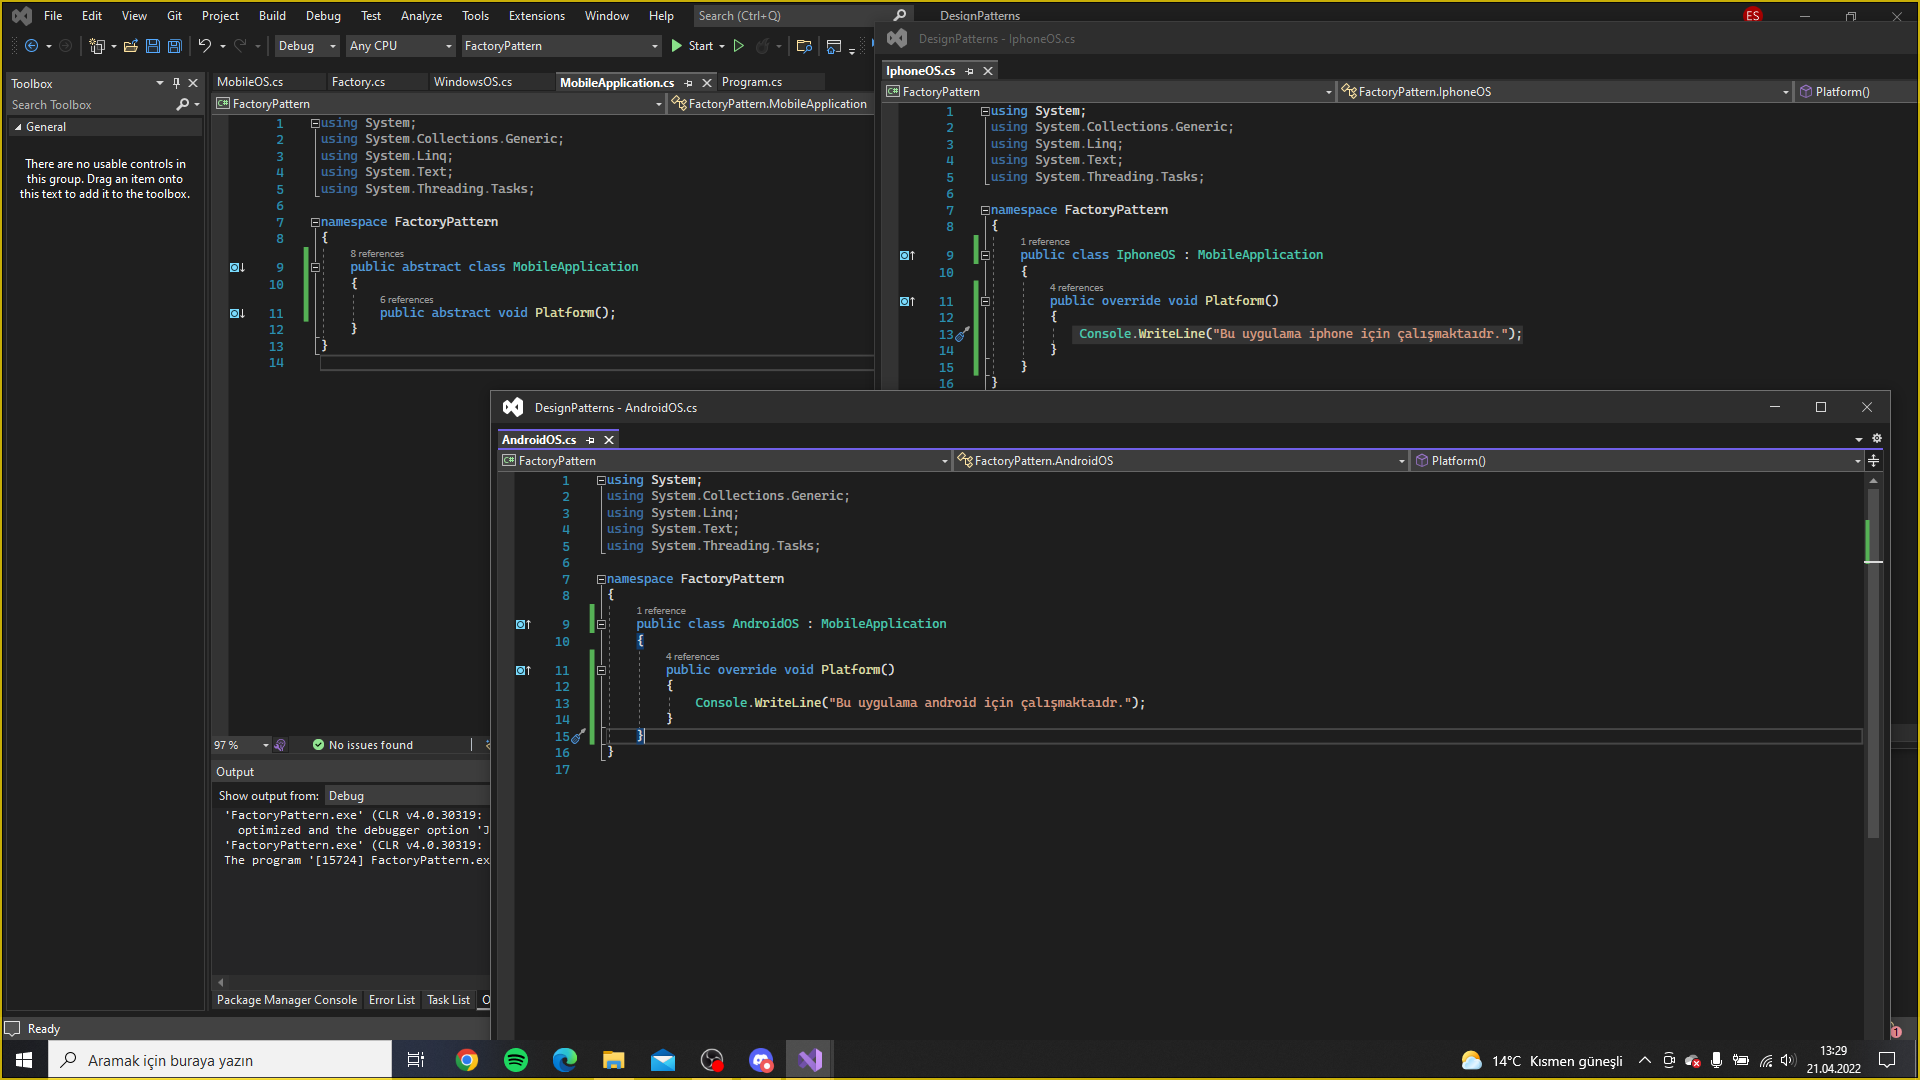 File Edit View Git Project Build Debug Test Analyze Tools Extensions Window Help Search (Ctrl+Q) DesignPatterns ES
Debug Any CPU FactoryPattern Start
Toolbox
Search Toolbox
General
There are no usable controls in
this group. Drag an item onto
this text to add it to the toolbox.
MobileOS.cs Factory.cs WindowsOS.cs MobileApplication.cs Program.cs
C# FactoryPattern FactoryPattern.MobileApplication
1 using System;
2 using System.Collections.Generic;
3 using System.Linq;
4 using System.Text;
5 using System.Threading.Tasks;
6
7 namespace FactoryPattern
8 {
8 references
9 public abstract class MobileApplication
10 {
6 references
11 public abstract void Platform();
12 }
13 }
14
97 % No issues found
Output
Show output from: Debug
'FactoryPattern.exe' (CLR v4.0.30319:
optimized and the debugger option 'J
'FactoryPattern.exe' (CLR v4.0.30319:
The program '[15724] FactoryPattern.ex
Package Manager Console Error List Task List O
Ready
DesignPatterns - IphoneOS.cs
IphoneOS.cs
C# FactoryPattern FactoryPattern.IphoneOS Platform()
1 using System;
2 using System.Collections.Generic;
3 using System.Linq;
4 using System.Text;
5 using System.Threading.Tasks;
6
7 namespace FactoryPattern
8 {
1 reference
9 public class IphoneOS : MobileApplication
10 {
4 references
11 public override void Platform()
12 {
13 Console.WriteLine("Bu uygulama iphone için çalışmaktaıdr.");
14 }
15 }
16 }
DesignPatterns - AndroidOS.cs
AndroidOS.cs
C# FactoryPattern FactoryPattern.AndroidOS Platform()
1 using System;
2 using System.Collections.Generic;
3 using System.Linq;
4 using System.Text;
5 using System.Threading.Tasks;
6
7 namespace FactoryPattern
8 {
1 reference
9 public class AndroidOS : MobileApplication
10 {
4 references
11 public override void Platform()
12 {
13 Console.WriteLine("Bu uygulama android için çalışmaktaıdr.");
14 }
15 }
16 }
17
1
Aramak için buraya yazın 14°C Kısmen güneşli 13:29
21.04.2022